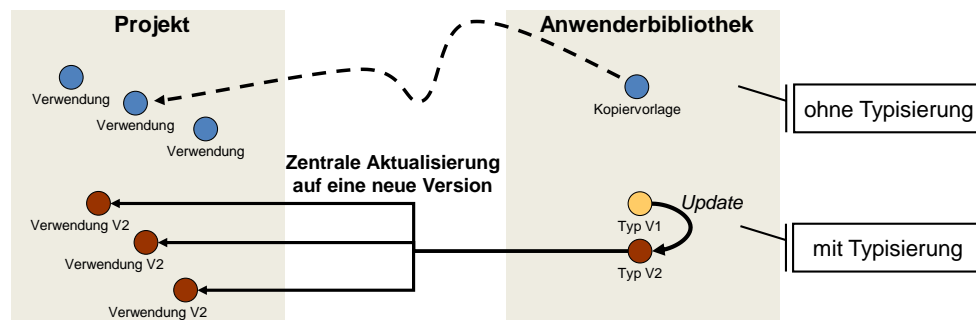 Projekt
Anwenderbibliothek
Verwendung
Verwendung
Verwendung
Kopiervorlage
ohne Typisierung
Zentrale Aktualisierung
auf eine neue Version
Verwendung V2
Verwendung V2
Verwendung V2
Typ V1
Update
Typ V2
mit Typisierung